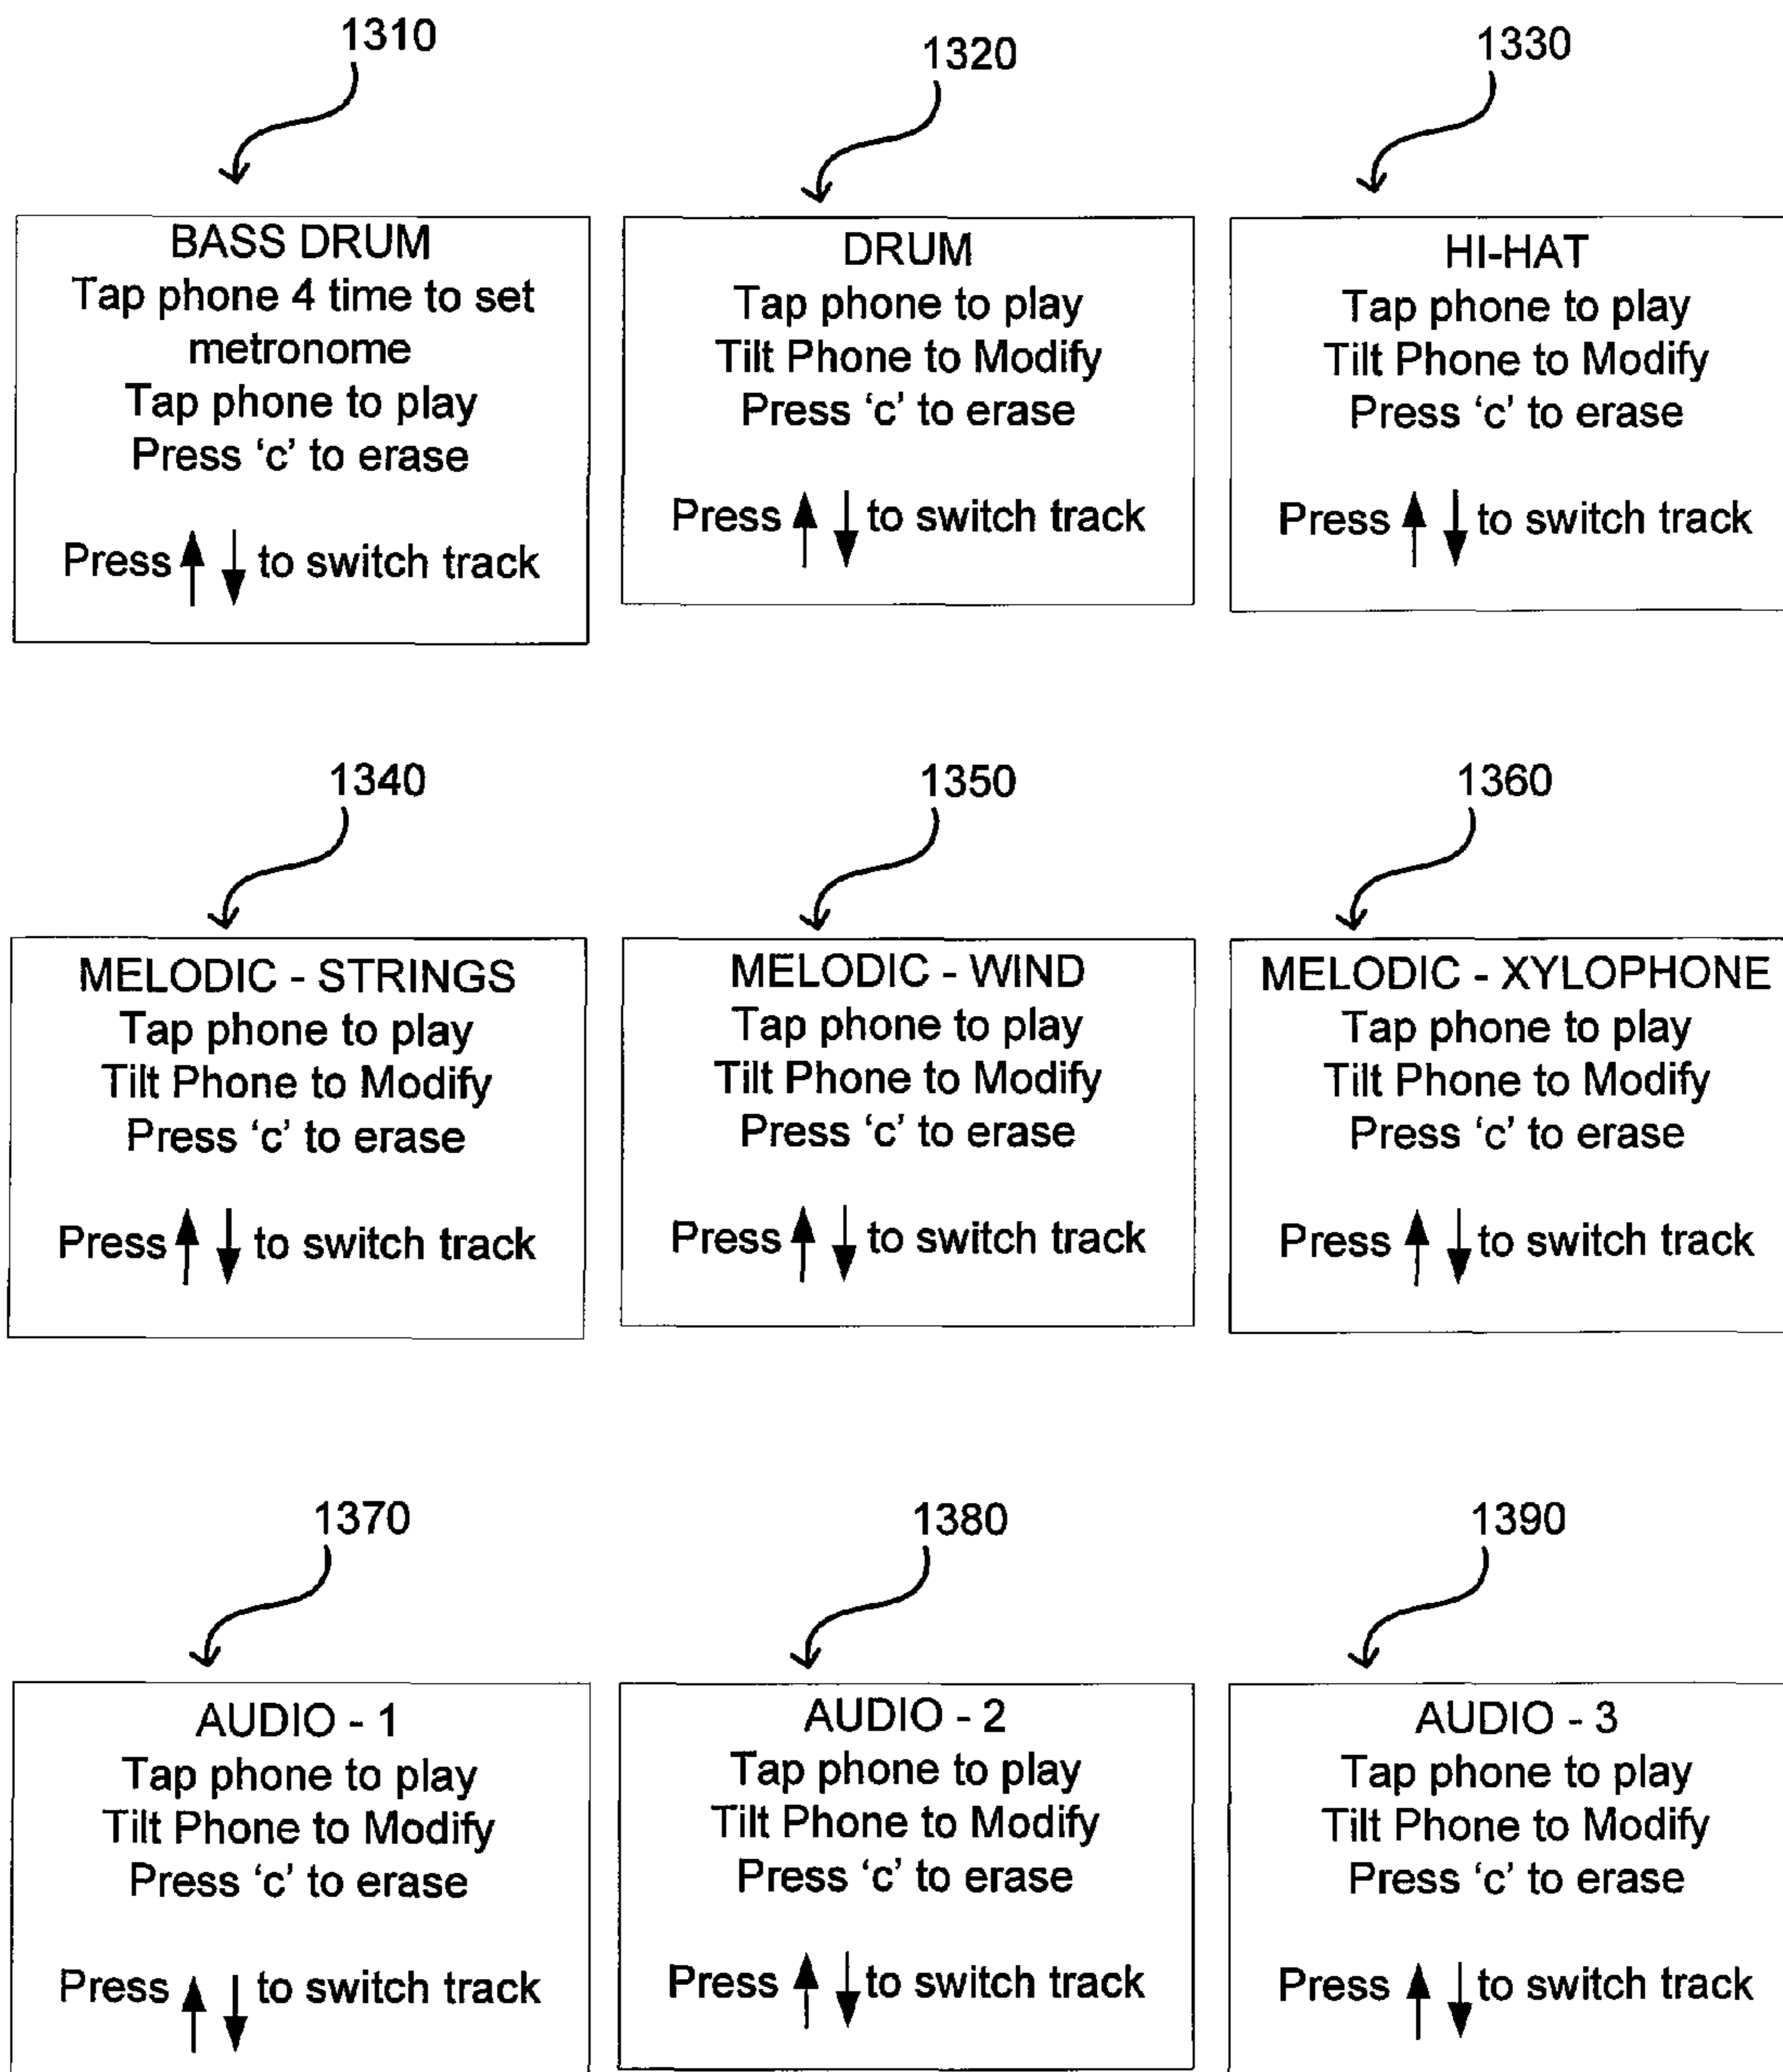 1310
BASS DRUM
Tap phone 4 time to set
metronome
Tap phone to play
Press ‘c’ to erase
Press ↑ ↓ to switch track
1320
DRUM
Tap phone to play
Tilt Phone to Modify
Press ‘c’ to erase
Press ↑ ↓ to switch track
1330
HI-HAT
Tap phone to play
Tilt Phone to Modify
Press ‘c’ to erase
Press ↑ ↓ to switch track
1340
MELODIC - STRINGS
Tap phone to play
Tilt Phone to Modify
Press ‘c’ to erase
Press ↑ ↓ to switch track
1350
MELODIC - WIND
Tap phone to play
Tilt Phone to Modify
Press ‘c’ to erase
Press ↑ ↓ to switch track
1360
MELODIC - XYLOPHONE
Tap phone to play
Tilt Phone to Modify
Press ‘c’ to erase
Press ↑ ↓ to switch track
1370
AUDIO - 1
Tap phone to play
Tilt Phone to Modify
Press ‘c’ to erase
Press ↑ ↓ to switch track
1380
AUDIO - 2
Tap phone to play
Tilt Phone to Modify
Press ‘c’ to erase
Press ↑ ↓ to switch track
1390
AUDIO - 3
Tap phone to play
Tilt Phone to Modify
Press ‘c’ to erase
Press ↑ ↓ to switch track